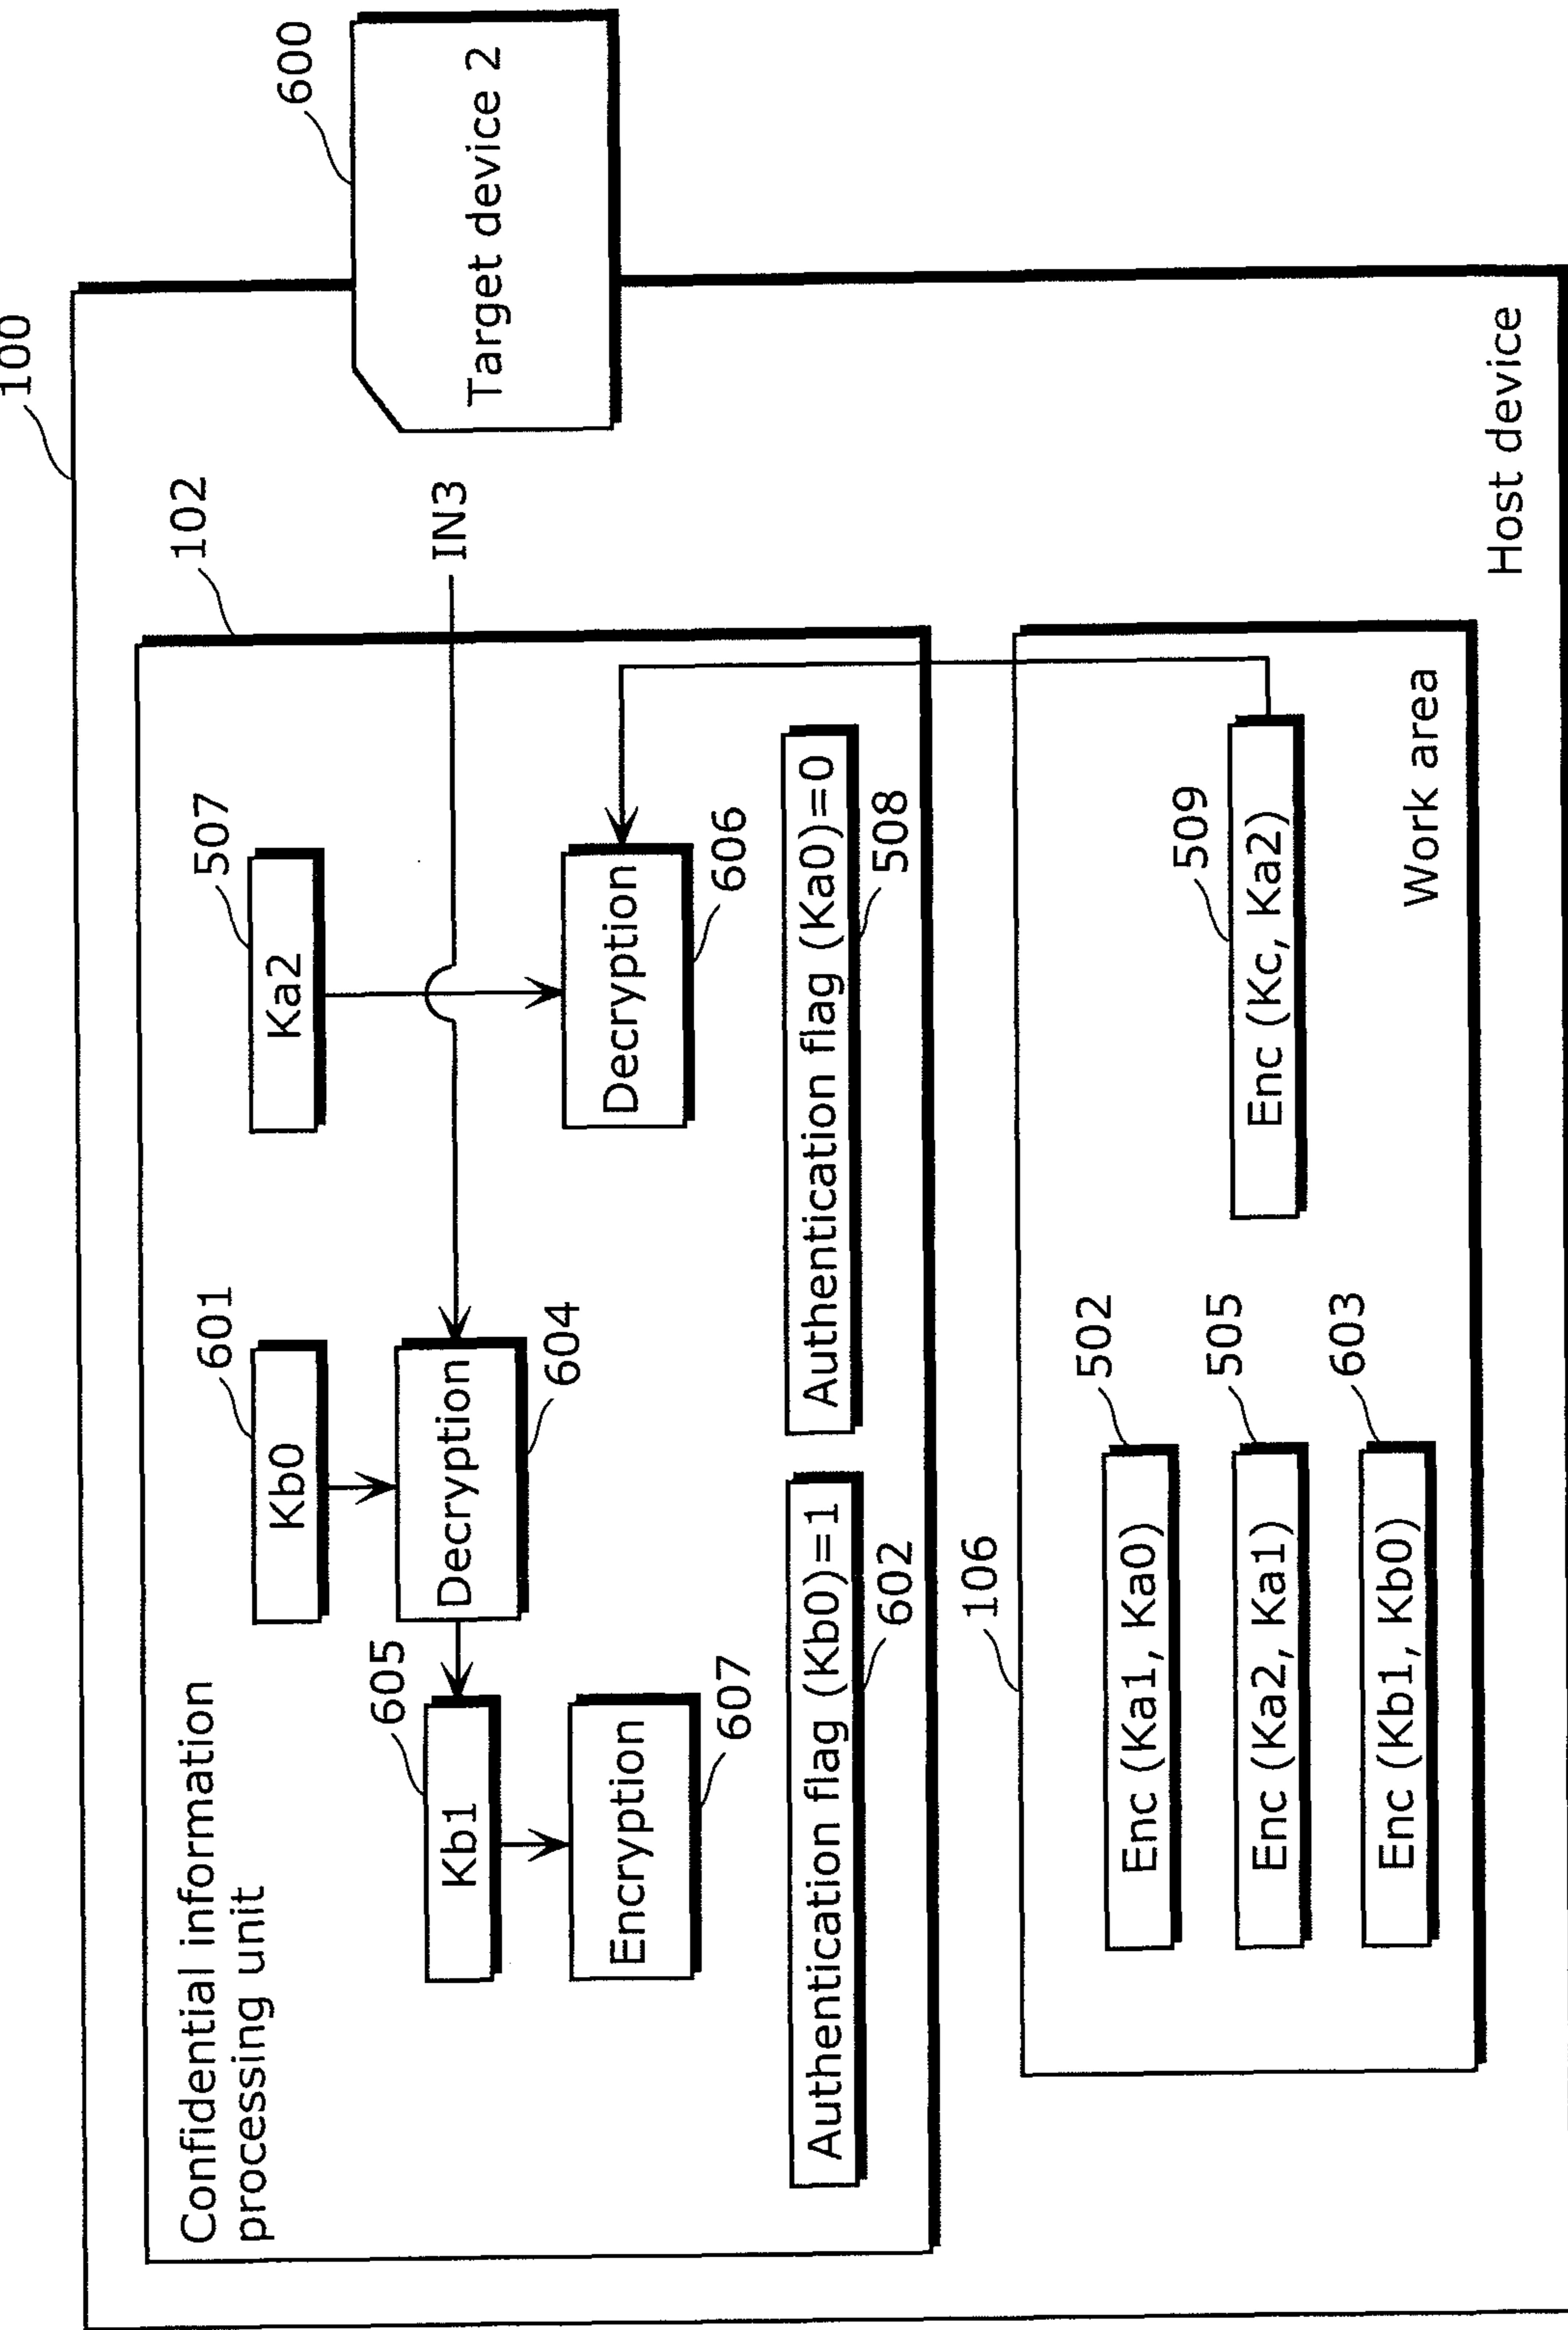 100
600
Target device 2
102
IN3
Confidential information
processing unit
601
507
Kb0
Ka2
605
Kb1
Decryption
604
Decryption
606
Encryption
607
Authentication flag (Kb0)=1
602
Authentication flag (Ka0)=0
508
106
502
Enc (Ka1, Ka0)
505
Enc (Ka2, Ka1)
603
Enc (Kb1, Kb0)
509
Enc (Kc, Ka2)
Work area
Host device